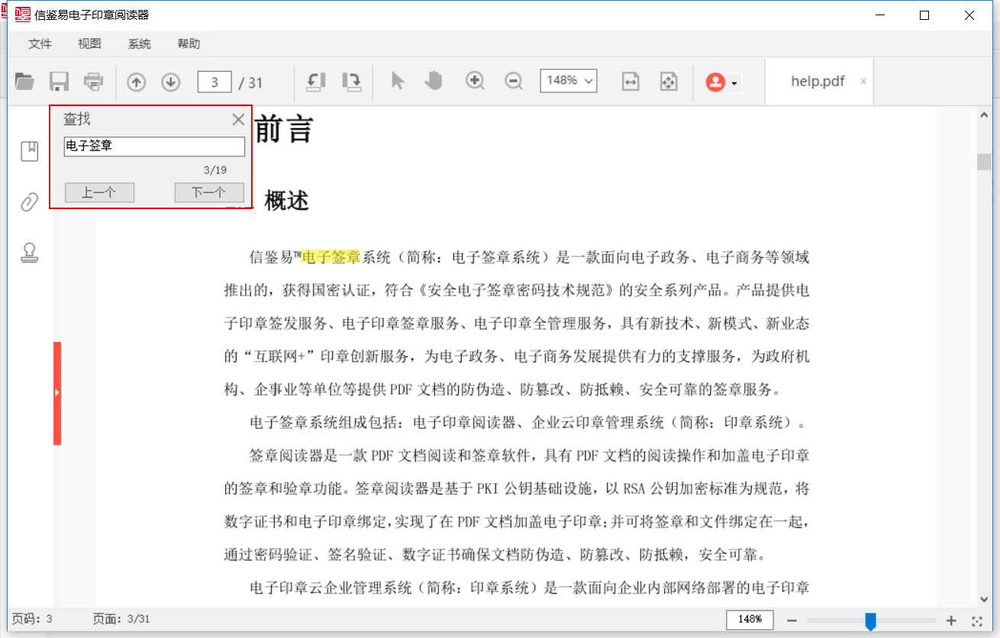 信鉴易电子印章阅读器
文件 视图 系统 帮助
3 / 31 148% help.pdf ×
查找
电子签章
3/19
上一个 下一个
前言
概述
信鉴易™电子签章系统（简称：电子签章系统）是一款面向电子政务、电子商务等领域
推出的，获得国密认证，符合《安全电子签章密码技术规范》的安全系列产品。产品提供电
子印章签发服务、电子印章签章服务、电子印章全管理服务，具有新技术、新模式、新业态
的“互联网+”印章创新服务，为电子政务、电子商务发展提供有力的支撑服务，为政府机
构、企事业等单位等提供 PDF 文档的防伪造、防篡改、防抵赖、安全可靠的签章服务。
电子签章系统组成包括：电子印章阅读器、企业云印章管理系统（简称：印章系统）。
签章阅读器是一款 PDF 文档阅读和签章软件，具有 PDF 文档的阅读操作和加盖电子印章
的签章和验章功能。签章阅读器是基于 PKI 公钥基础设施，以 RSA 公钥加密标准为规范，将
数字证书和电子印章绑定，实现了在 PDF 文档加盖电子印章；并可将签章和文件绑定在一起，
通过密码验证、签名验证、数字证书确保文档防伪造、防篡改、防抵赖，安全可靠。
电子印章云企业管理系统（简称：印章系统）是一款面向企业内部网络部署的电子印章
页码：3 页面：3/31 148%